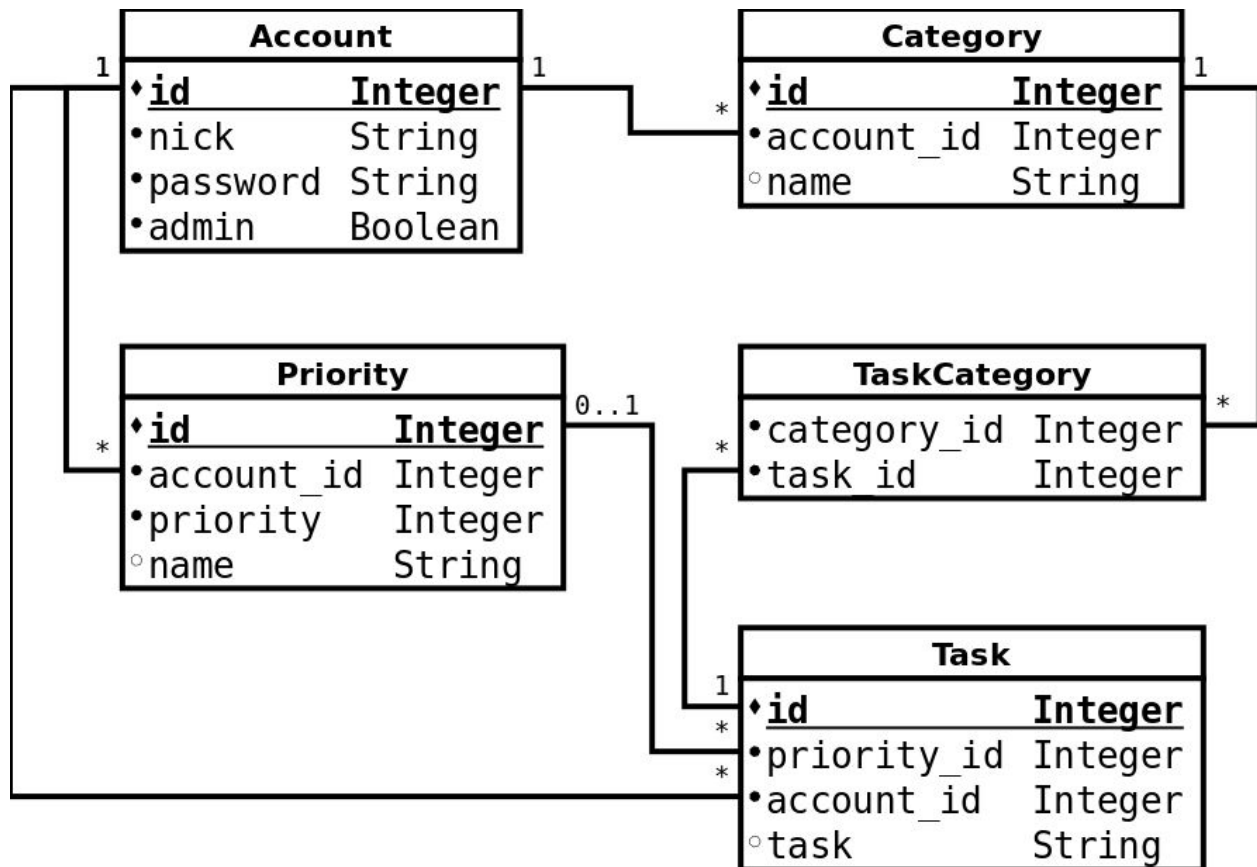 Account
1
id Integer
nick String
password String
admin Boolean
1
*
Category
id Integer
account_id Integer
name String
1
Priority
*
id Integer
account_id Integer
priority Integer
name String
0..1
TaskCategory
*
category_id Integer
task_id Integer
*
Task
1
*
*
id Integer
priority_id Integer
account_id Integer
task String